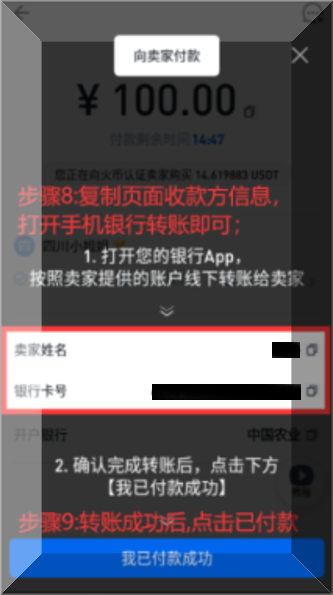 向卖家付款
¥ 100.00
付款剩余时间 14:47
您正在向火币认证卖家购买 14.619883 USDT
步骤8:复制页面收款方信息，
打开手机银行转账即可；
四川小姐姐
1. 打开您的银行App，
按照卖家提供的账户线下转账给卖家
卖家姓名
银行卡号
开户银行 中国农业
2. 确认完成转账后，点击下方
【我已付款成功】
步骤9:转账成功后,点击已付款
我已付款成功